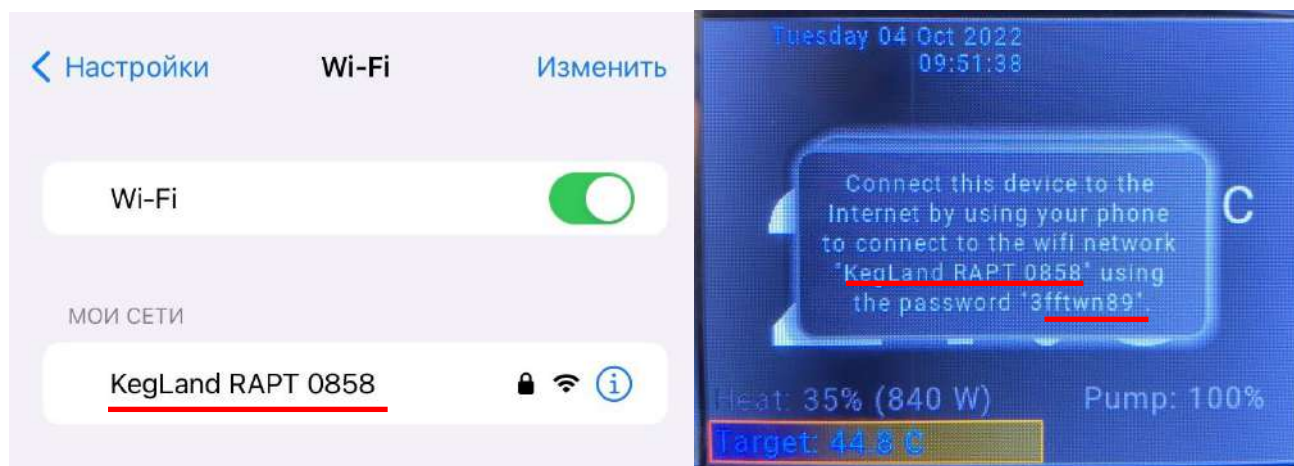 Настройки
Wi-Fi
Изменить
Wi-Fi
МОИ СЕТИ
KegLand RAPT 0858
Tuesday 04 Oct 2022
09:51:38
Connect this device to the
Internet by using your phone
to connect to the wifi network
"KegLand RAPT 0858" using
the password "3fftwn89".
C
Heat: 35% (840 W)
Pump: 100%
Target: 44.8 C